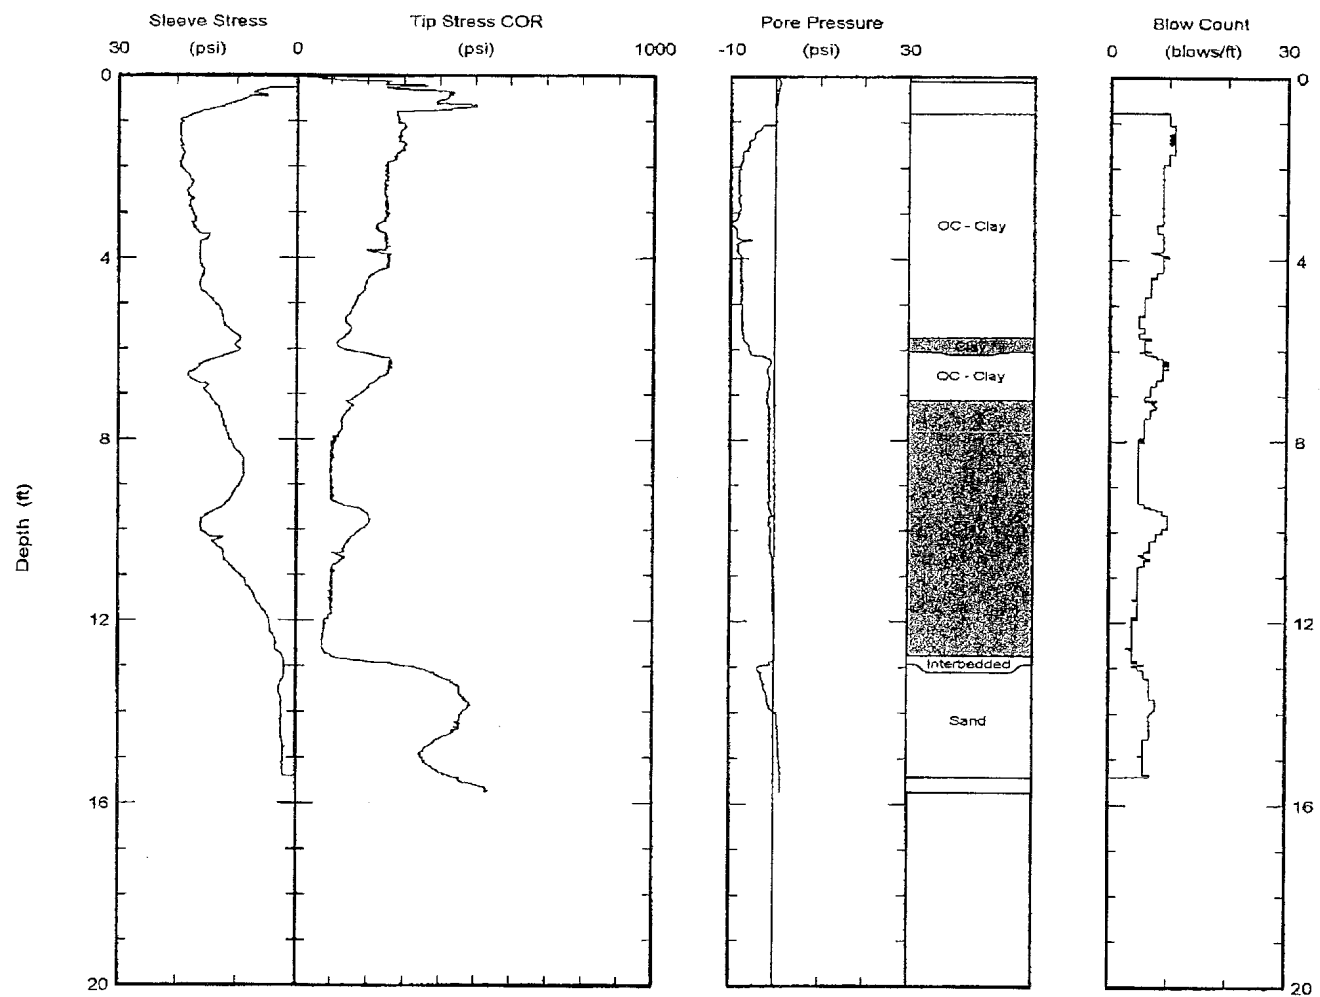 Sleeve Stress Tip Stress COR Pore Pressure Blow Count
30 (psi) 0 (psi) 1000 -10 (psi) 30 0 (blows/ft) 30
0 0
OC - Clay
4 4
Clay
OC - Clay
8 8
Depth (ft)
12 12
Interbedded
Sand
16 16
20 20